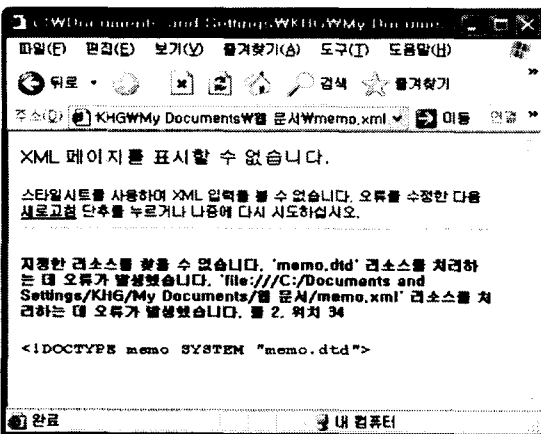 C:₩Documents and Settings₩KHG₩My Documen
파일(F) 편집(E) 보기(V) 즐겨찾기(A) 도구(T) 도움말(H)
뒤로 검색 즐겨찾기 »
주소(D) KHG₩My Documents₩웹 문서₩memo.xml 이동 연결 »
XML 페이지를 표시할 수 없습니다.
스타일시트를 사용하여 XML 입력을 볼 수 없습니다. 오류를 수정한 다음
새로고침 단추를 누르거나 나중에 다시 시도하십시오.
지정한 리소스를 찾을 수 없습니다. 'memo.dtd' 리소스를 처리하
는 데 오류가 발생했습니다. 'file:///C:/Documents and
Settings/KHG/My Documents/웹 문서/memo.xml' 리소스를 처
리하는 데 오류가 발생했습니다. 줄 2, 위치 34
<!DOCTYPE memo SYSTEM "memo.dtd">
완료 내 컴퓨터